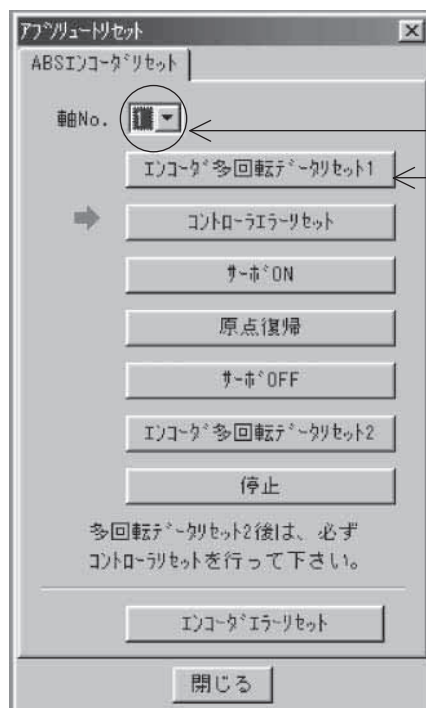 ｱﾌﾞｿﾘｭｰﾄﾘｾｯﾄ
ABSｴﾝｺｰﾀﾞﾘｾｯﾄ
軸No. 1
ｴﾝｺｰﾀﾞ多回転ﾃﾞｰﾀﾘｾｯﾄ1
ｺﾝﾄﾛｰﾗｴﾗｰﾘｾｯﾄ
ｻｰﾎﾞON
原点復帰
ｻｰﾎﾞOFF
ｴﾝｺｰﾀﾞ多回転ﾃﾞｰﾀﾘｾｯﾄ2
停止
多回転ﾃﾞｰﾀﾘｾｯﾄ2後は、必ず
ｺﾝﾄﾛｰﾗﾘｾｯﾄを行って下さい。
ｴﾝｺｰﾀﾞｴﾗｰﾘｾｯﾄ
閉じる